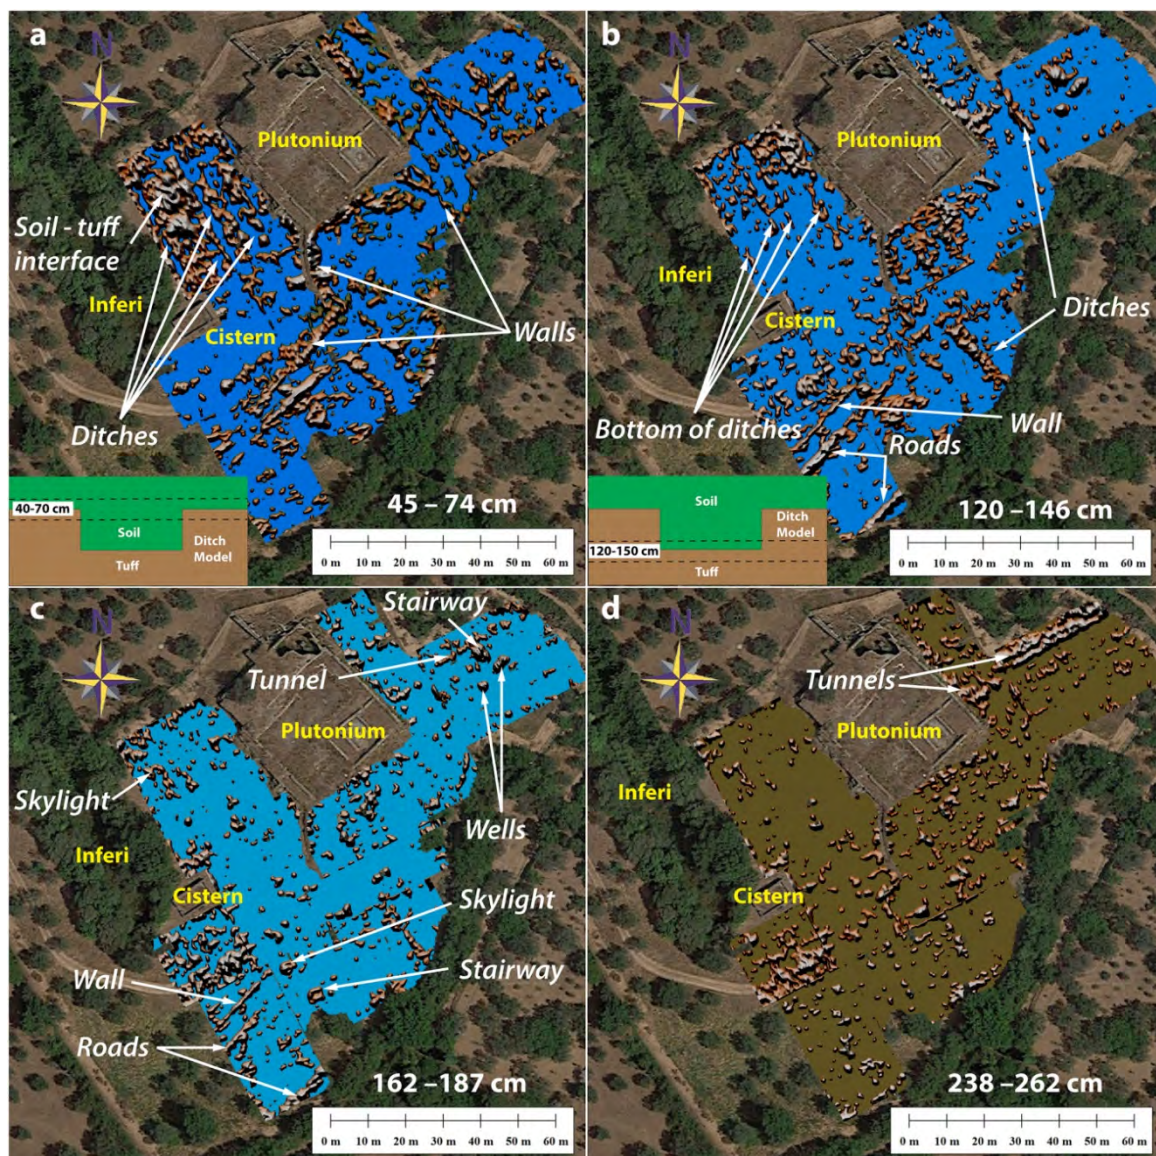 a
N
Plutonium
Soil - tuff
interface
Inferi
Cistern
Walls
Ditches
40-70 cm
Soil
Ditch
Model
Tuff
45 – 74 cm
0 m 10 m 20 m 30 m 40 m 50 m 60 m
b
N
Plutonium
Inferi
Cistern
Ditches
Bottom of ditches
Wall
Roads
Soil
Ditch
Model
120-150 cm
Tuff
120 –146 cm
0 m 10 m 20 m 30 m 40 m 50 m 60 m
c
N
Stairway
Tunnel
Plutonium
Skylight
Wells
Inferi
Cistern
Skylight
Wall
Stairway
Roads
162 –187 cm
0 m 10 m 20 m 30 m 40 m 50 m 60 m
d
N
Tunnels
Plutonium
Inferi
Cistern
238 –262 cm
0 m 10 m 20 m 30 m 40 m 50 m 60 m